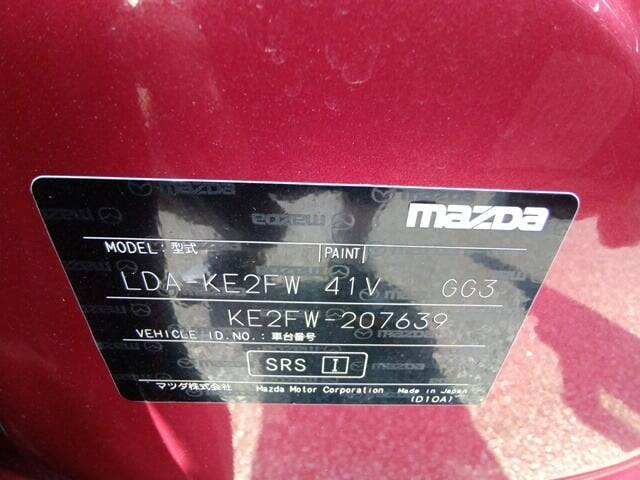 mazda
MODEL:型式 PAINT
LDA-KE2FW 41V GG3
KE2FW-207639
VEHICLE ID.NO.:車台番号
SRS I
マツダ株式会社 Mazda Motor Corporation Made in Japan
(D10A)